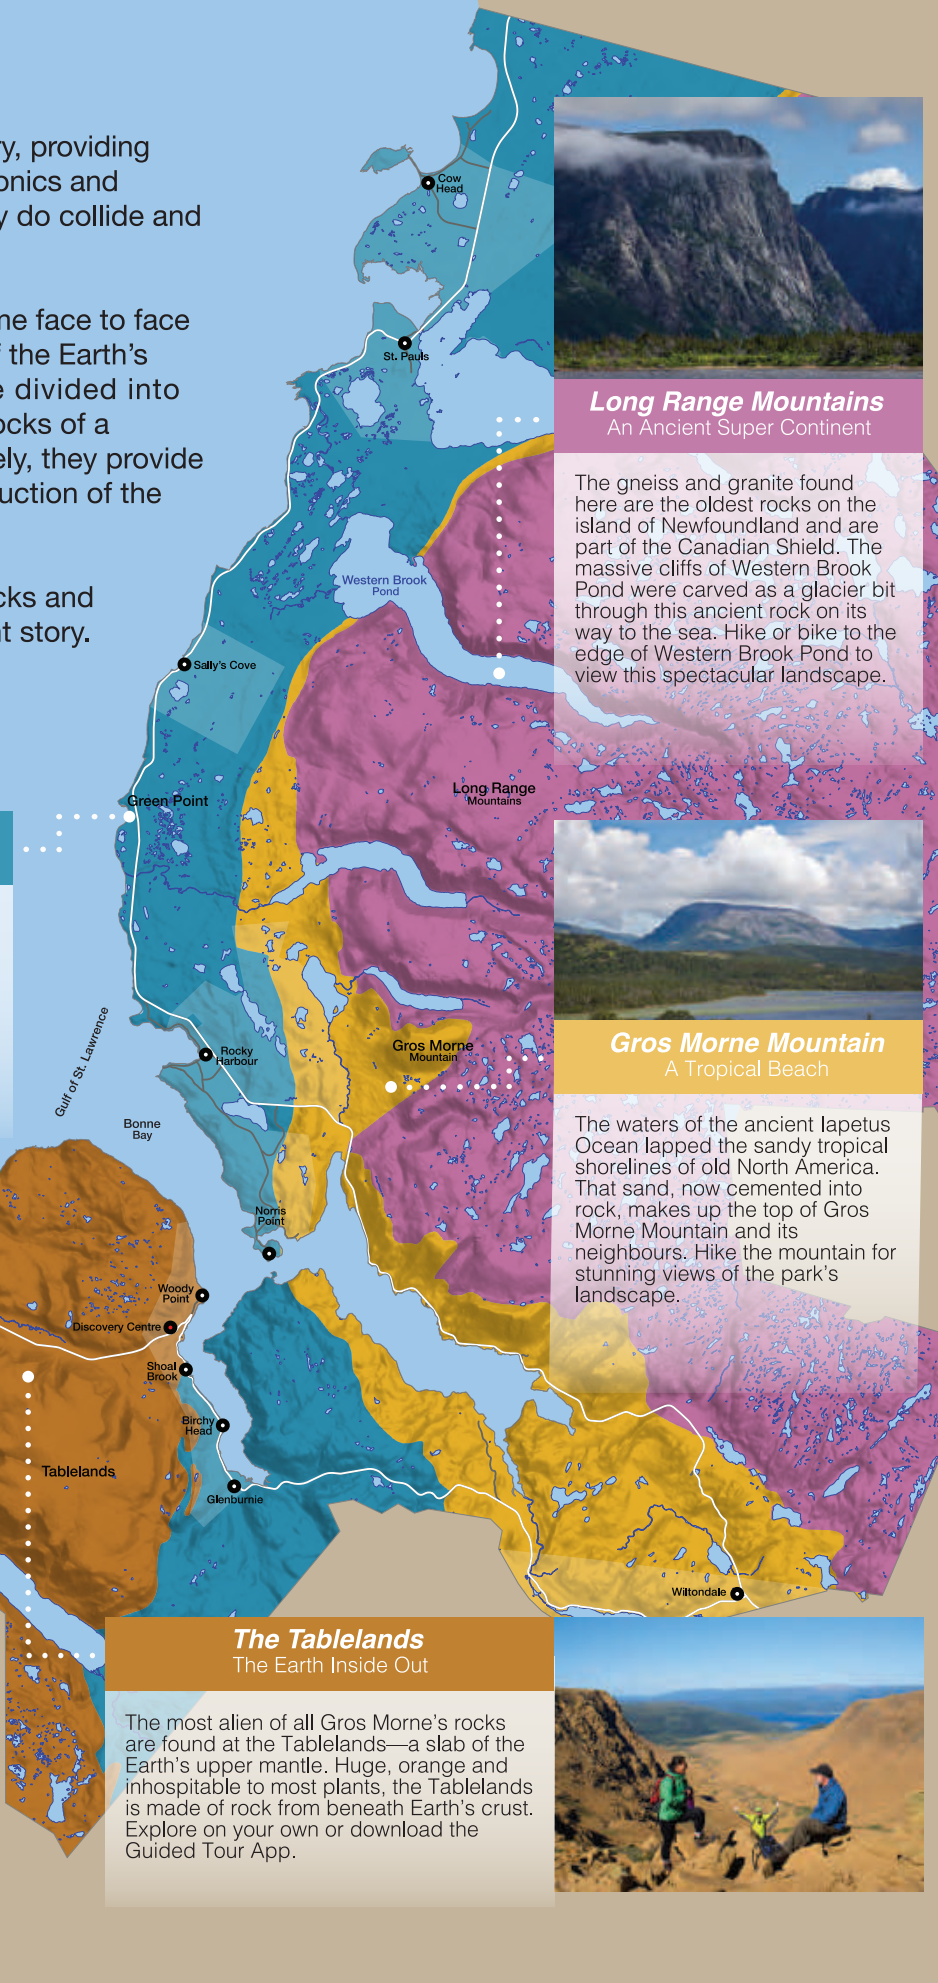 ry, providing
onics and
y do collide and
me face to face
f the Earth's
e divided into
ocks of a
ely, they provide
uction of the
cks and
nt story.
Cow
Head
St. Pauls
Western Brook
Pond
Sally's Cove
Green Point
Long Range
Mountains
Gros Morne
Mountain
Rocky
Harbour
Gulf of St. Lawrence
Bonne
Bay
Norris
Point
Woody
Point
Discovery Centre
Shoal
Brook
Birchy
Head
Tablelands
Glenburnie
Wiltondale
Long Range Mountains
An Ancient Super Continent
The gneiss and granite found
here are the oldest rocks on the
island of Newfoundland and are
part of the Canadian Shield. The
massive cliffs of Western Brook
Pond were carved as a glacier bit
through this ancient rock on its
way to the sea. Hike or bike to the
edge of Western Brook Pond to
view this spectacular landscape.
Gros Morne Mountain
A Tropical Beach
The waters of the ancient Iapetus
Ocean lapped the sandy tropical
shorelines of old North America.
That sand, now cemented into
rock, makes up the top of Gros
Morne Mountain and its
neighbours. Hike the mountain for
stunning views of the park's
landscape.
The Tablelands
The Earth Inside Out
The most alien of all Gros Morne's rocks
are found at the Tablelands—a slab of the
Earth's upper mantle. Huge, orange and
inhospitable to most plants, the Tablelands
is made of rock from beneath Earth's crust.
Explore on your own or download the
Guided Tour App.